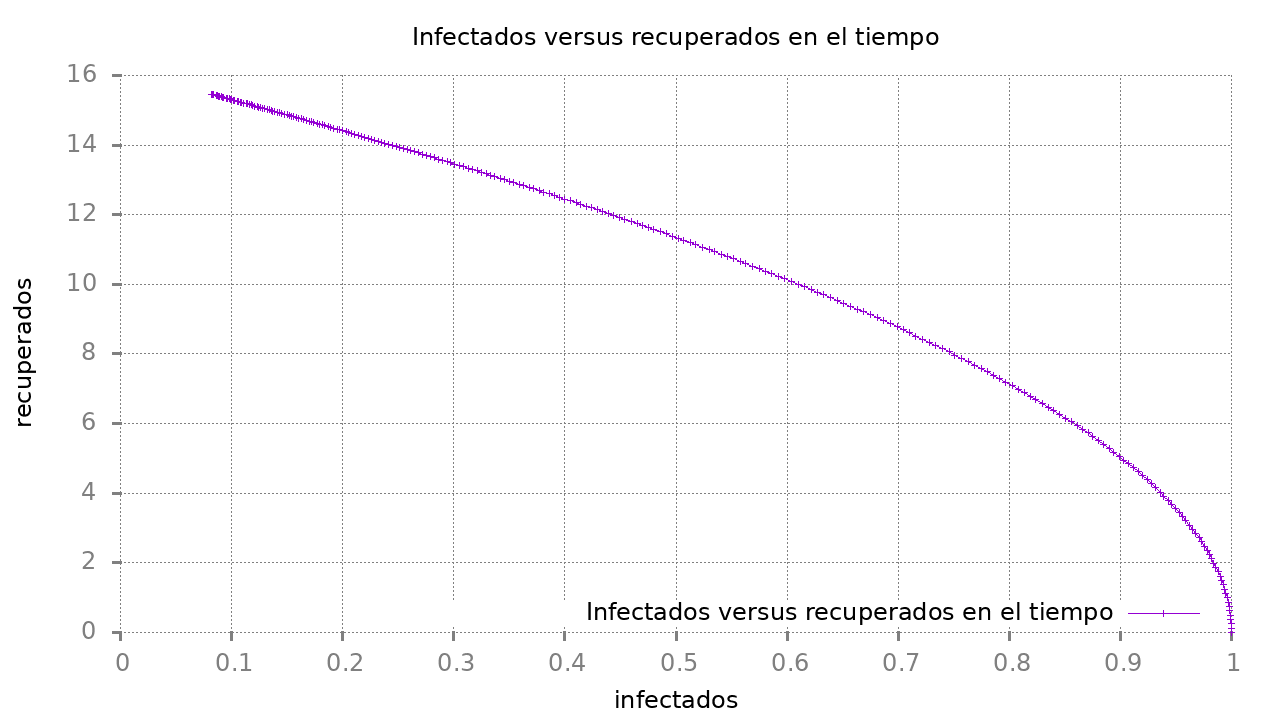 Infectados versus recuperados en el tiempo
16
14
12
10
8
6
4
2
0
recuperados
Infectados versus recuperados en el tiempo
0 0.1 0.2 0.3 0.4 0.5 0.6 0.7 0.8 0.9 1
infectados